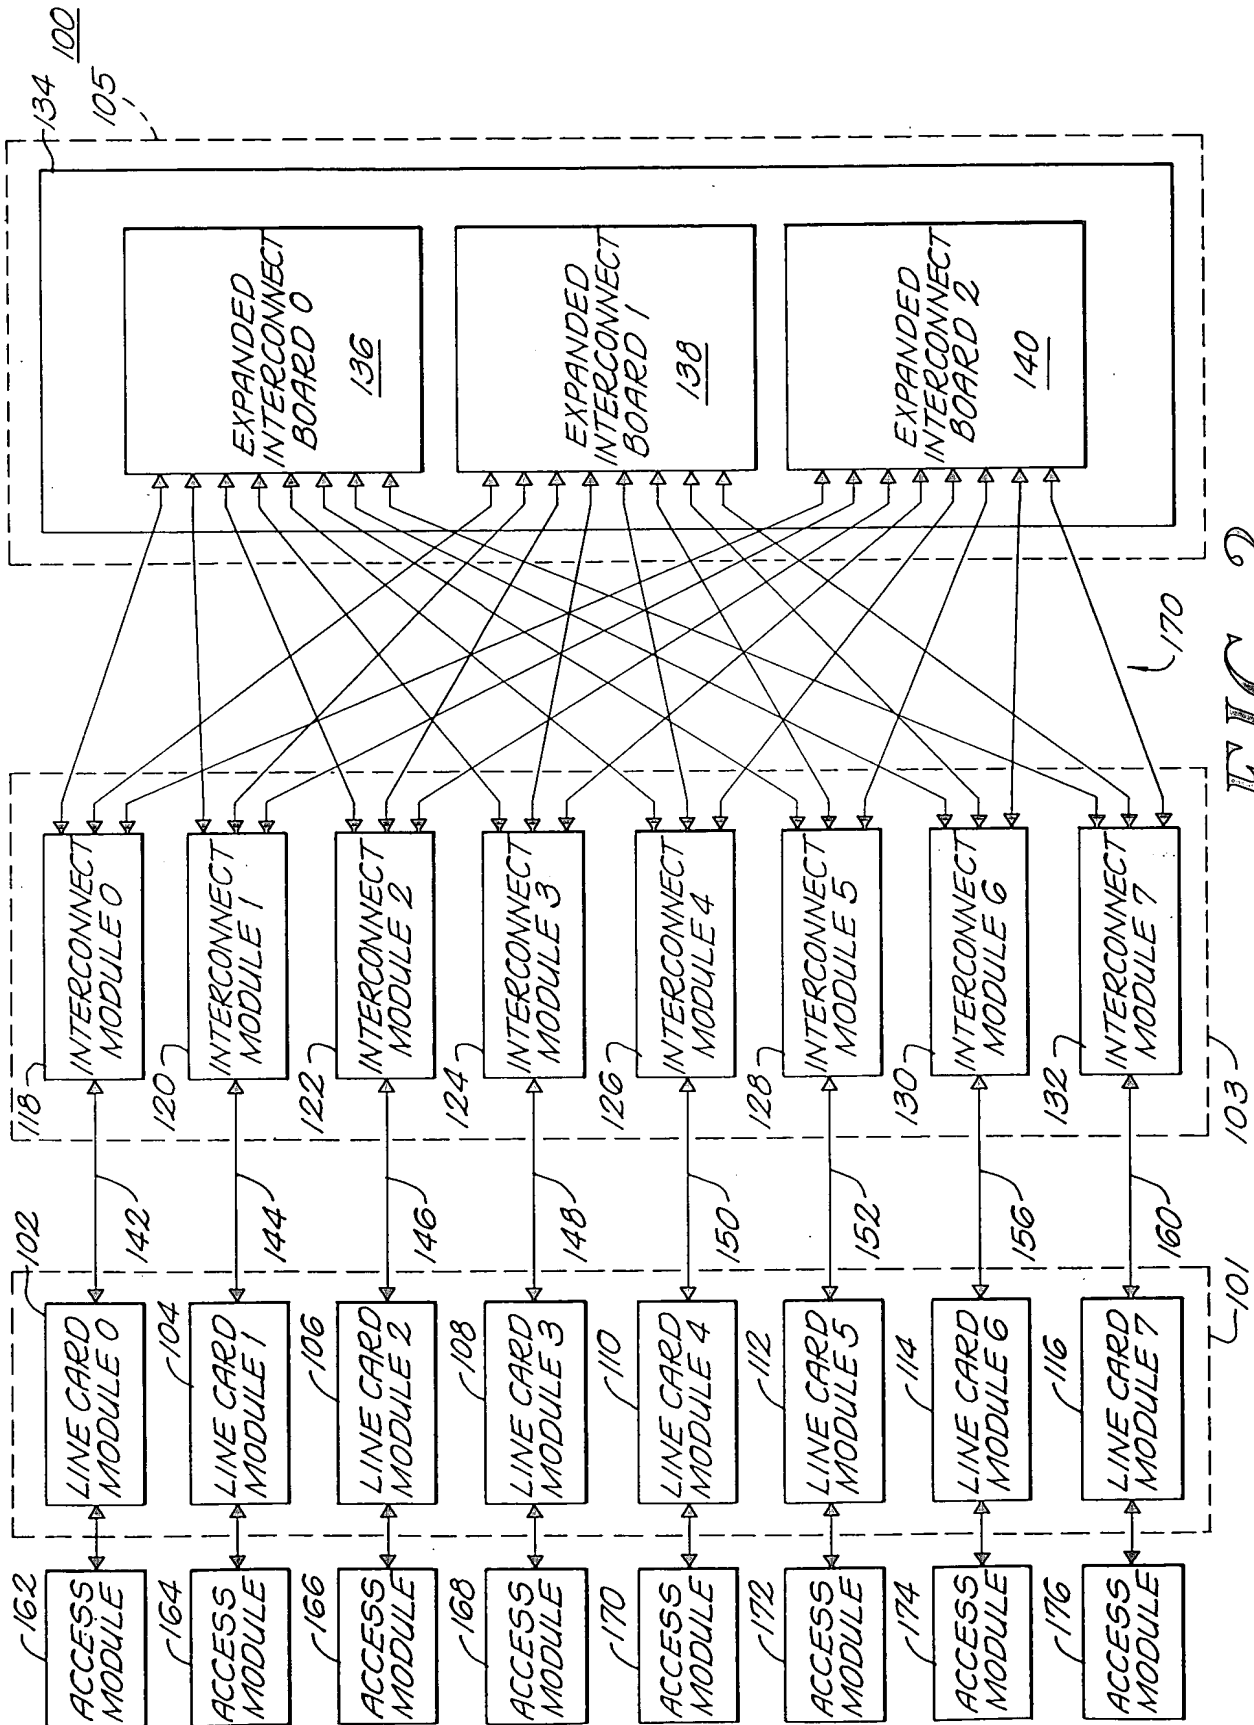 100
105
134
EXPANDED
INTERCONNECT
BOARD 0
136
EXPANDED
INTERCONNECT
BOARD 1
138
EXPANDED
INTERCONNECT
BOARD 2
140
170
118
INTERCONNECT
MODULE 0
120
INTERCONNECT
MODULE 1
122
INTERCONNECT
MODULE 2
124
INTERCONNECT
MODULE 3
126
INTERCONNECT
MODULE 4
128
INTERCONNECT
MODULE 5
130
INTERCONNECT
MODULE 6
132
INTERCONNECT
MODULE 7
103
142
144
146
148
150
152
156
160
102
LINE CARD
MODULE 0
104
LINE CARD
MODULE 1
106
LINE CARD
MODULE 2
108
LINE CARD
MODULE 3
110
LINE CARD
MODULE 4
112
LINE CARD
MODULE 5
114
LINE CARD
MODULE 6
116
LINE CARD
MODULE 7
101
162
ACCESS
MODULE
164
ACCESS
MODULE
166
ACCESS
MODULE
168
ACCESS
MODULE
170
ACCESS
MODULE
172
ACCESS
MODULE
174
ACCESS
MODULE
176
ACCESS
MODULE